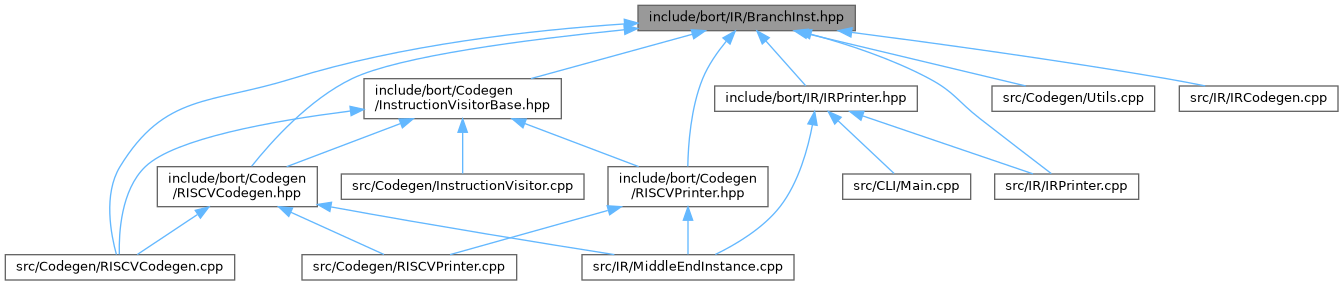 include/bort/IR/BranchInst.hpp
include/bort/Codegen
/InstructionVisitorBase.hpp
include/bort/IR/IRPrinter.hpp
src/Codegen/Utils.cpp
src/IR/IRCodegen.cpp
include/bort/Codegen
/RISCVCodegen.hpp
src/Codegen/InstructionVisitor.cpp
include/bort/Codegen
/RISCVPrinter.hpp
src/CLI/Main.cpp
src/IR/IRPrinter.cpp
src/Codegen/RISCVCodegen.cpp
src/Codegen/RISCVPrinter.cpp
src/IR/MiddleEndInstance.cpp